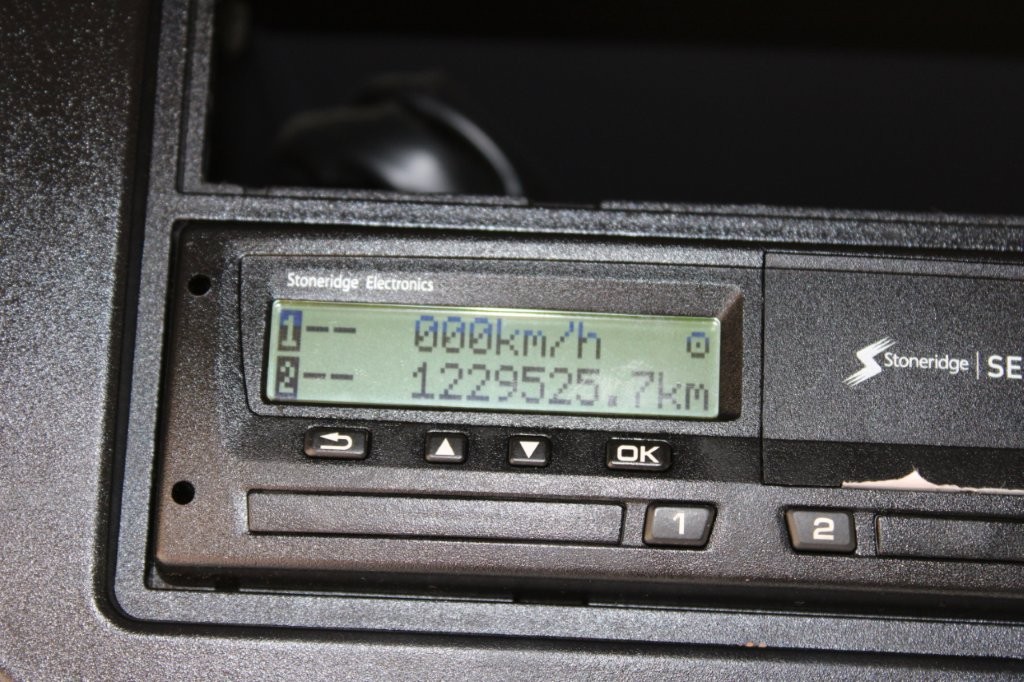 Stoneridge Electronics
1-- 000km/h o
2-- 1229525.7km
Stoneridge | SE
OK
1
2